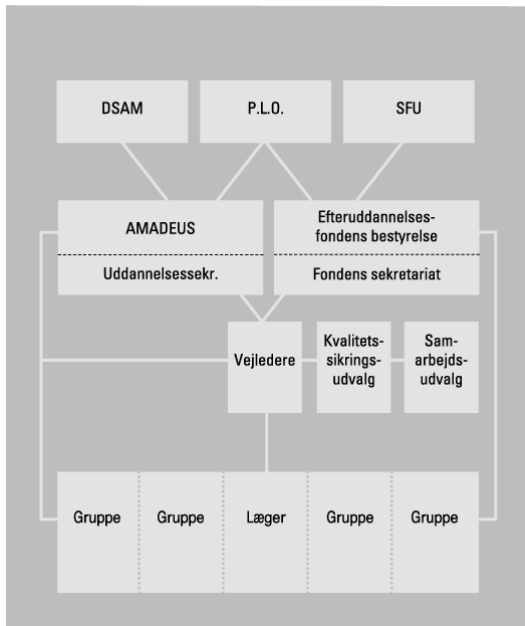 DSAM
P.L.O.
SFU
AMADEUS
Uddannelsessekr.
Efteruddannelses-
fondens bestyrelse
Fondens sekretariat
Vejledere
Kvalitets-
sikrings-
udvalg
Sam-
arbejds-
udvalg
Gruppe
Gruppe
Læger
Gruppe
Gruppe